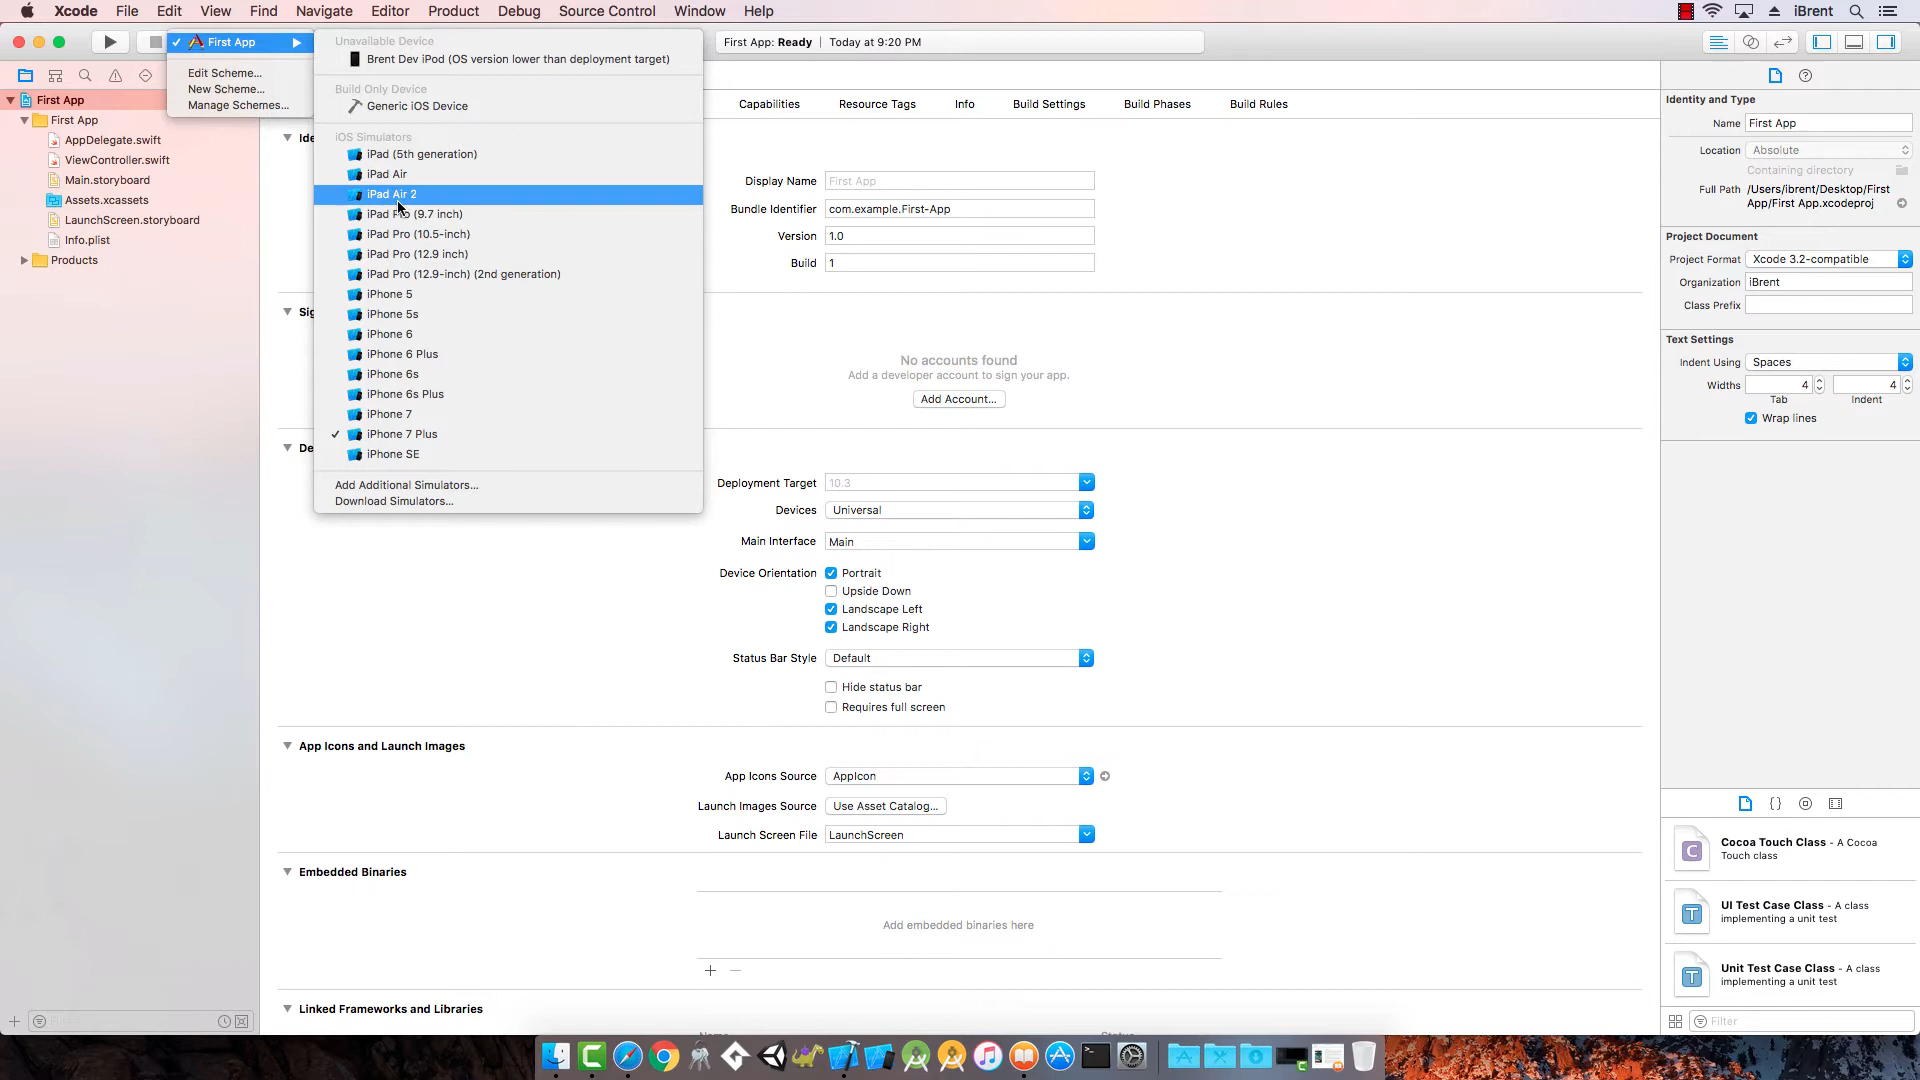 Xcode File Edit View Find Navigate Editor Product Debug Source Control Window Help iBrent
First App
Edit Scheme...
New Scheme...
Manage Schemes...
Unavailable Device
Brent Dev iPod (OS version lower than deployment target)
Build Only Device
Generic iOS Device
iOS Simulators
iPad (5th generation)
iPad Air
iPad Air 2
iPad Pro (9.7 inch)
iPad Pro (10.5-inch)
iPad Pro (12.9 inch)
iPad Pro (12.9-inch) (2nd generation)
iPhone 5
iPhone 5s
iPhone 6
iPhone 6 Plus
iPhone 6s
iPhone 6s Plus
iPhone 7
iPhone 7 Plus
iPhone SE
Add Additional Simulators...
Download Simulators...
First App: Ready | Today at 9:20 PM
First App
First App
AppDelegate.swift
ViewController.swift
Main.storyboard
Assets.xcassets
LaunchScreen.storyboard
Info.plist
Products
Capabilities Resource Tags Info Build Settings Build Phases Build Rules
Display Name First App
Bundle Identifier com.example.First-App
Version 1.0
Build 1
No accounts found
Add a developer account to sign your app.
Add Account...
Deployment Target 10.3
Devices Universal
Main Interface Main
Device Orientation Portrait
Upside Down
Landscape Left
Landscape Right
Status Bar Style Default
Hide status bar
Requires full screen
App Icons and Launch Images
App Icons Source AppIcon
Launch Images Source Use Asset Catalog...
Launch Screen File LaunchScreen
Embedded Binaries
Add embedded binaries here
Linked Frameworks and Libraries
Identity and Type
Name First App
Location Absolute
Containing directory
Full Path /Users/ibrent/Desktop/First
App/First App.xcodeproj
Project Document
Project Format Xcode 3.2-compatible
Organization iBrent
Class Prefix
Text Settings
Indent Using Spaces
Widths 4 4
Tab Indent
Wrap lines
Cocoa Touch Class - A Cocoa
Touch class
UI Test Case Class - A class
implementing a unit test
Unit Test Case Class - A class
implementing a unit test
Filter